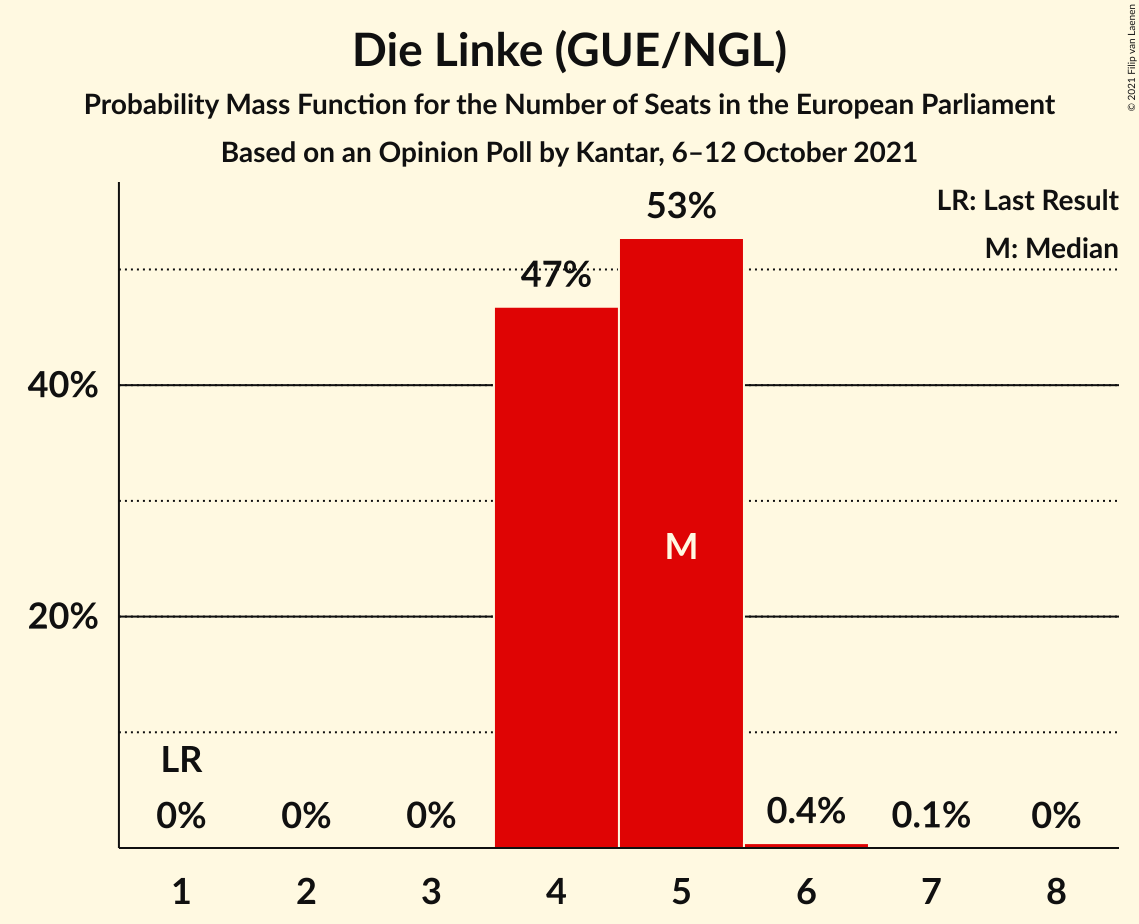 Die Linke (GUE/NGL)
Probability Mass Function for the Number of Seats in the European Parliament
Based on an Opinion Poll by Kantar, 6–12 October 2021
© 2021 Filip van Laenen
LR: Last Result
M: Median
53%
47%
40%
M
20%
LR
0% 0% 0% 0.4% 0.1% 0%
1 2 3 4 5 6 7 8